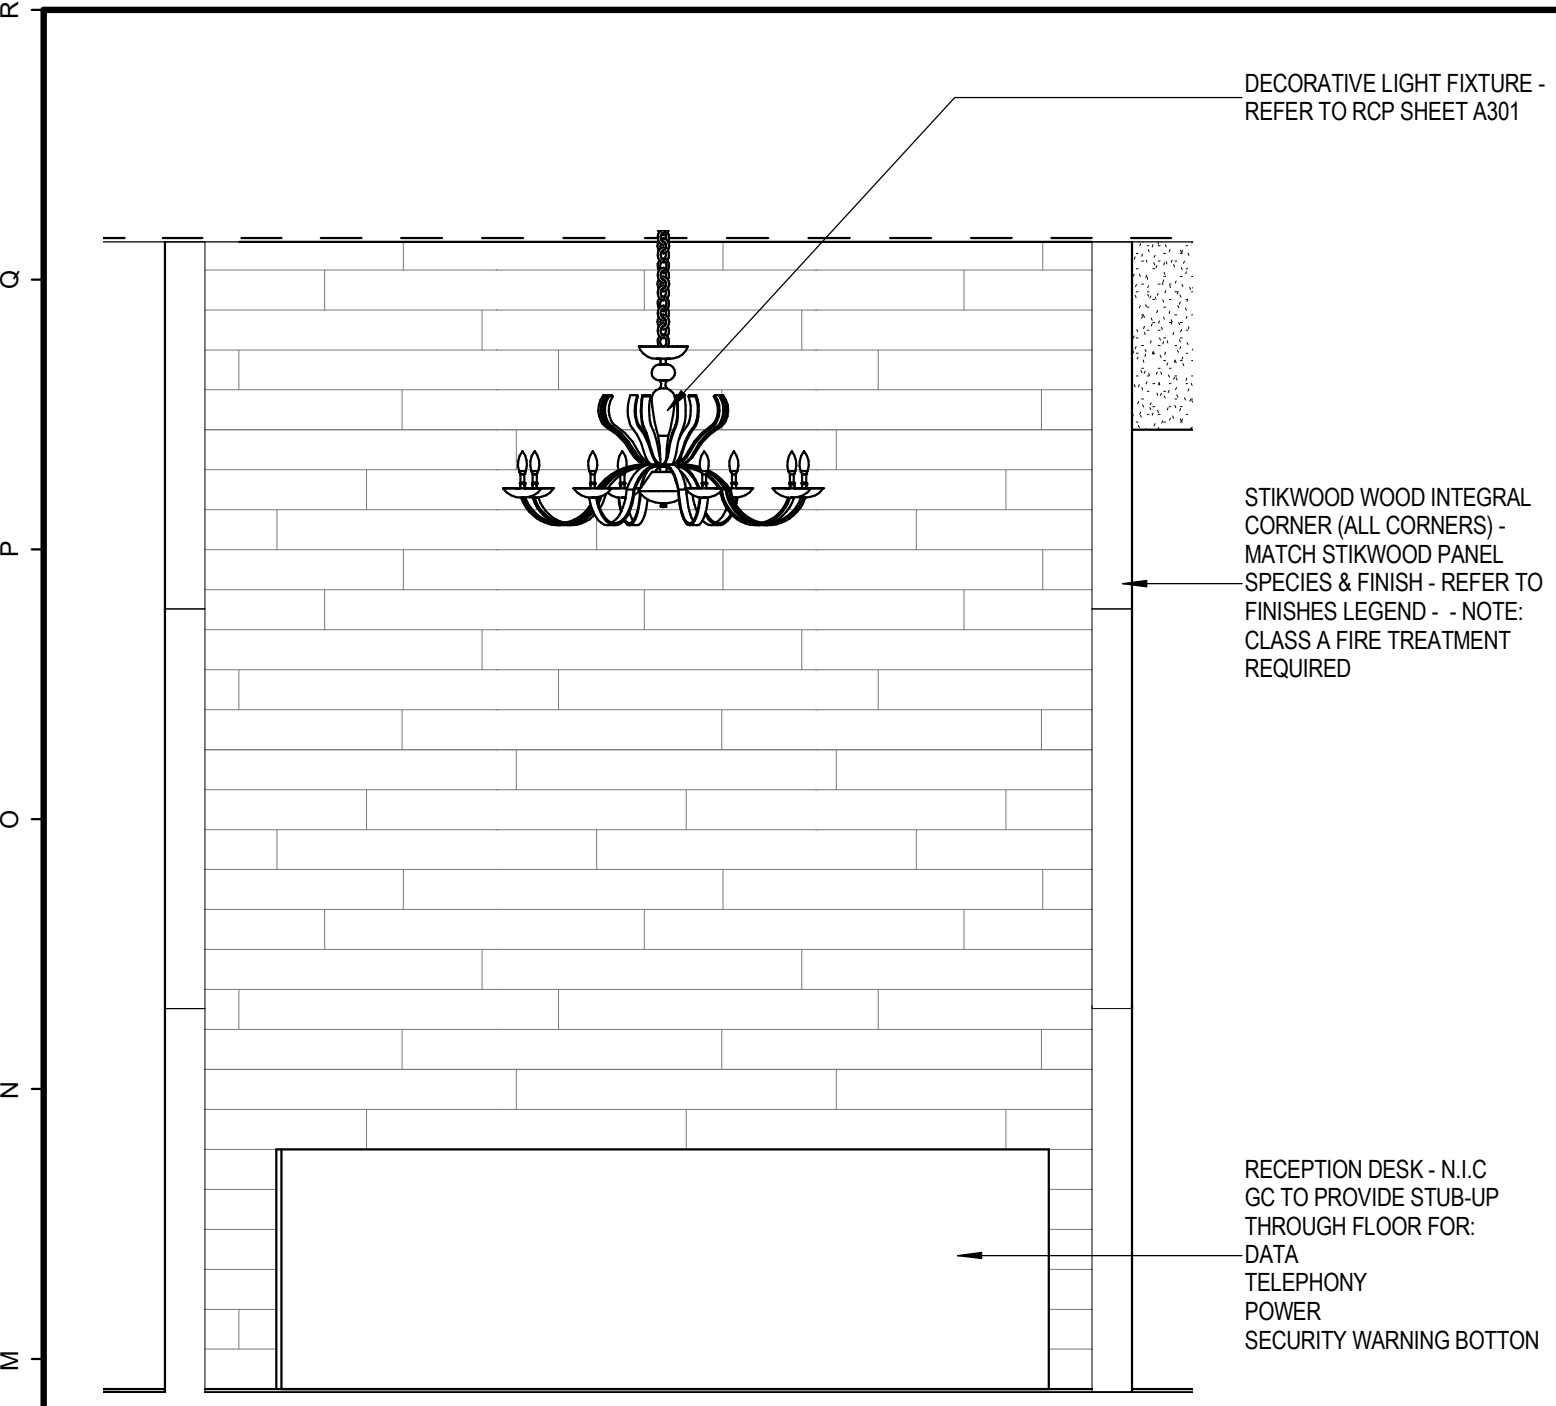 R
DECORATIVE LIGHT FIXTURE -
REFER TO RCP SHEET A301
Q
STIKWOOD WOOD INTEGRAL
CORNER (ALL CORNERS) -
MATCH STIKWOOD PANEL
SPECIES & FINISH - REFER TO
FINISHES LEGEND - - NOTE:
CLASS A FIRE TREATMENT
REQUIRED
P
O
N
RECEPTION DESK - N.I.C
GC TO PROVIDE STUB-UP
THROUGH FLOOR FOR:
DATA
TELEPHONY
POWER
SECURITY WARNING BOTTON
M